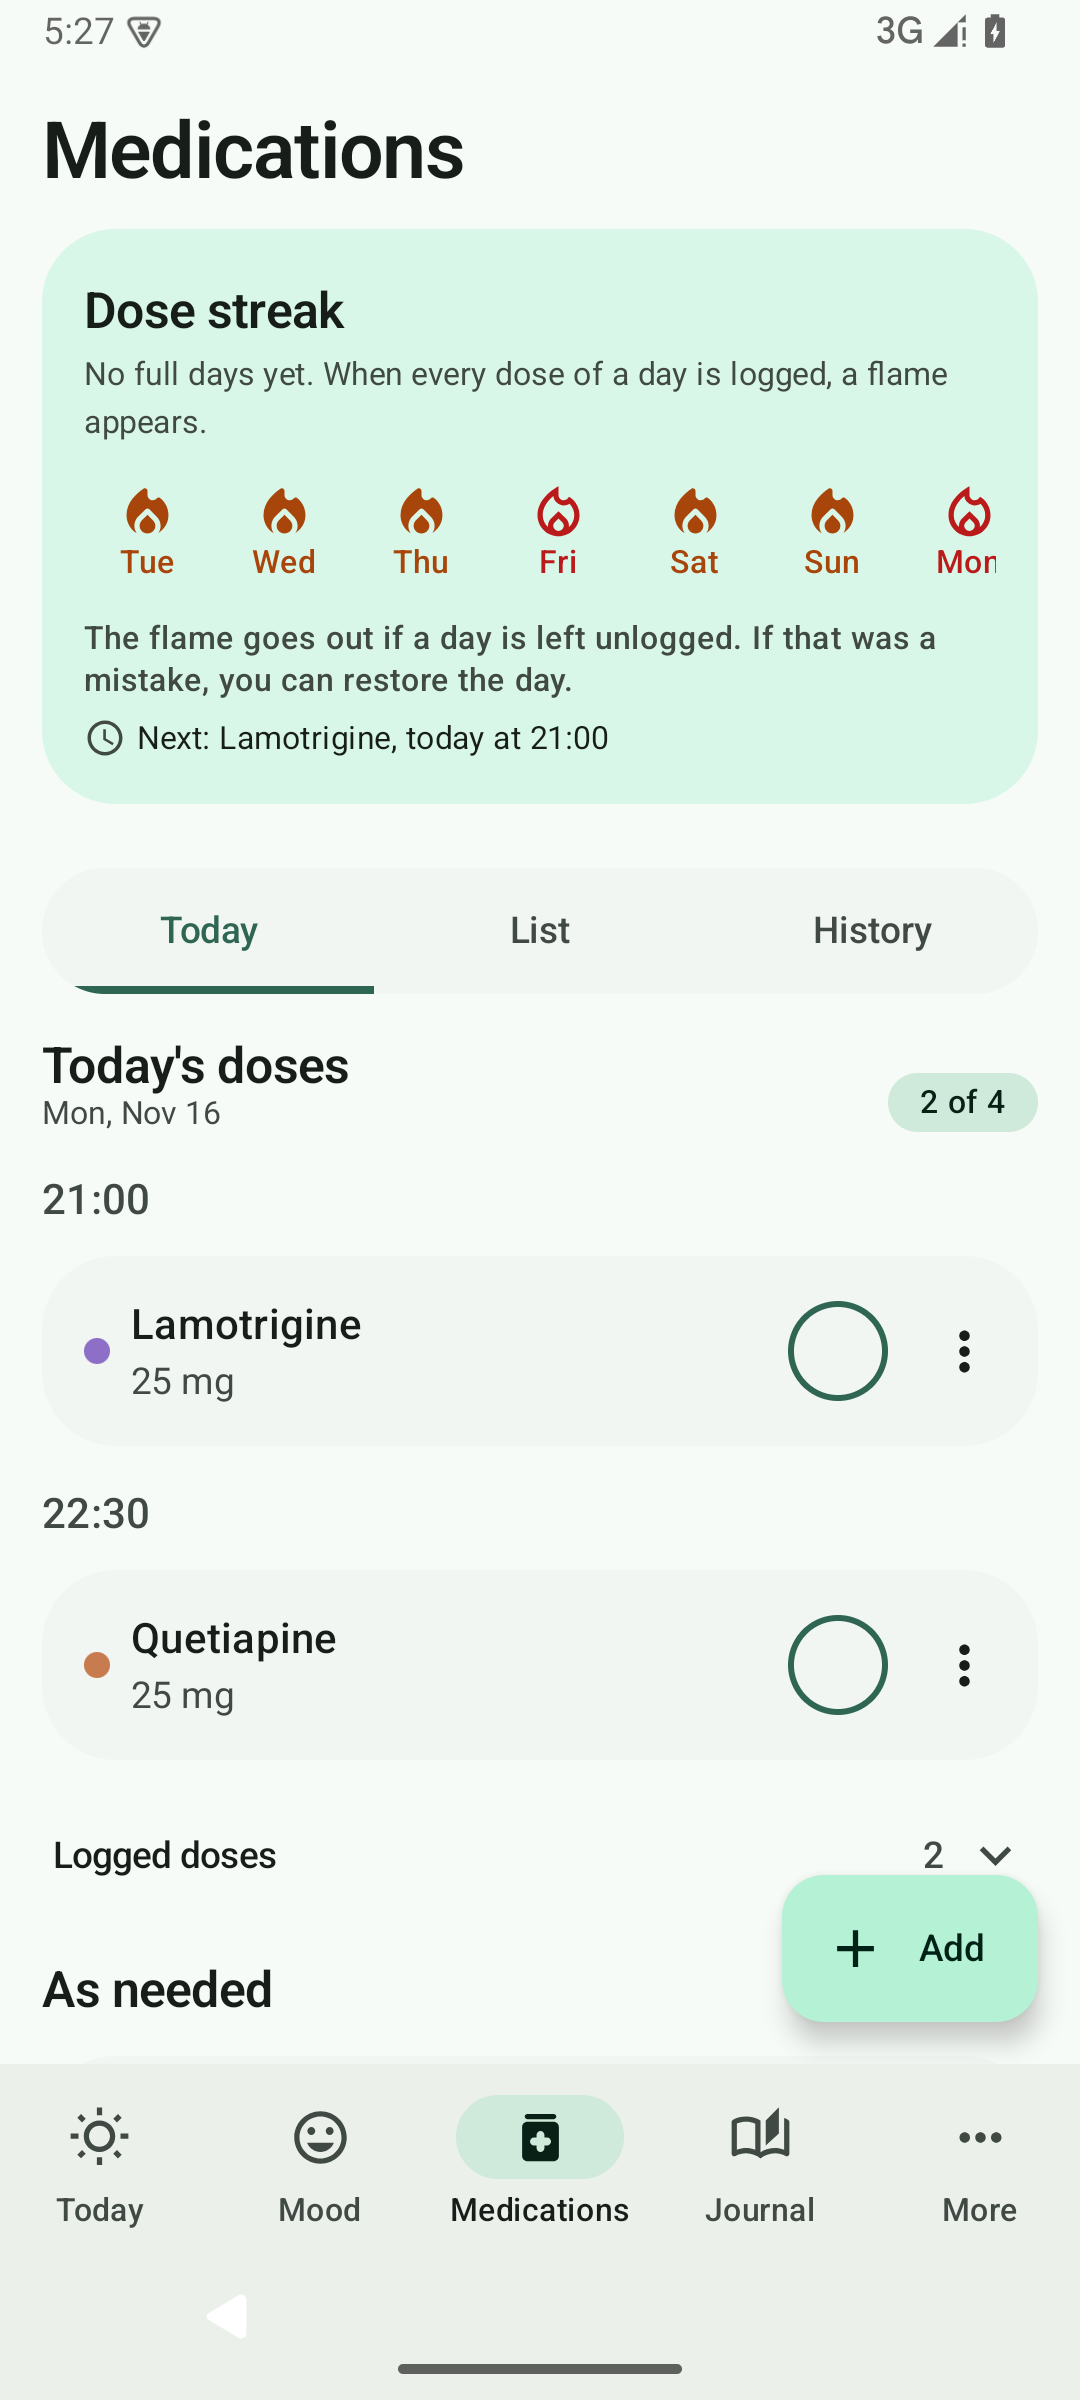 5:27
3G
Medications
Dose streak
No full days yet. When every dose of a day is logged, a flame
appears.
Tue Wed Thu Fri Sat Sun Mon
The flame goes out if a day is left unlogged. If that was a
mistake, you can restore the day.
Next: Lamotrigine, today at 21:00
Today List History
Today's doses
Mon, Nov 16
2 of 4
21:00
Lamotrigine
25 mg
22:30
Quetiapine
25 mg
Logged doses 2
Add
As needed
Today Mood Medications Journal More